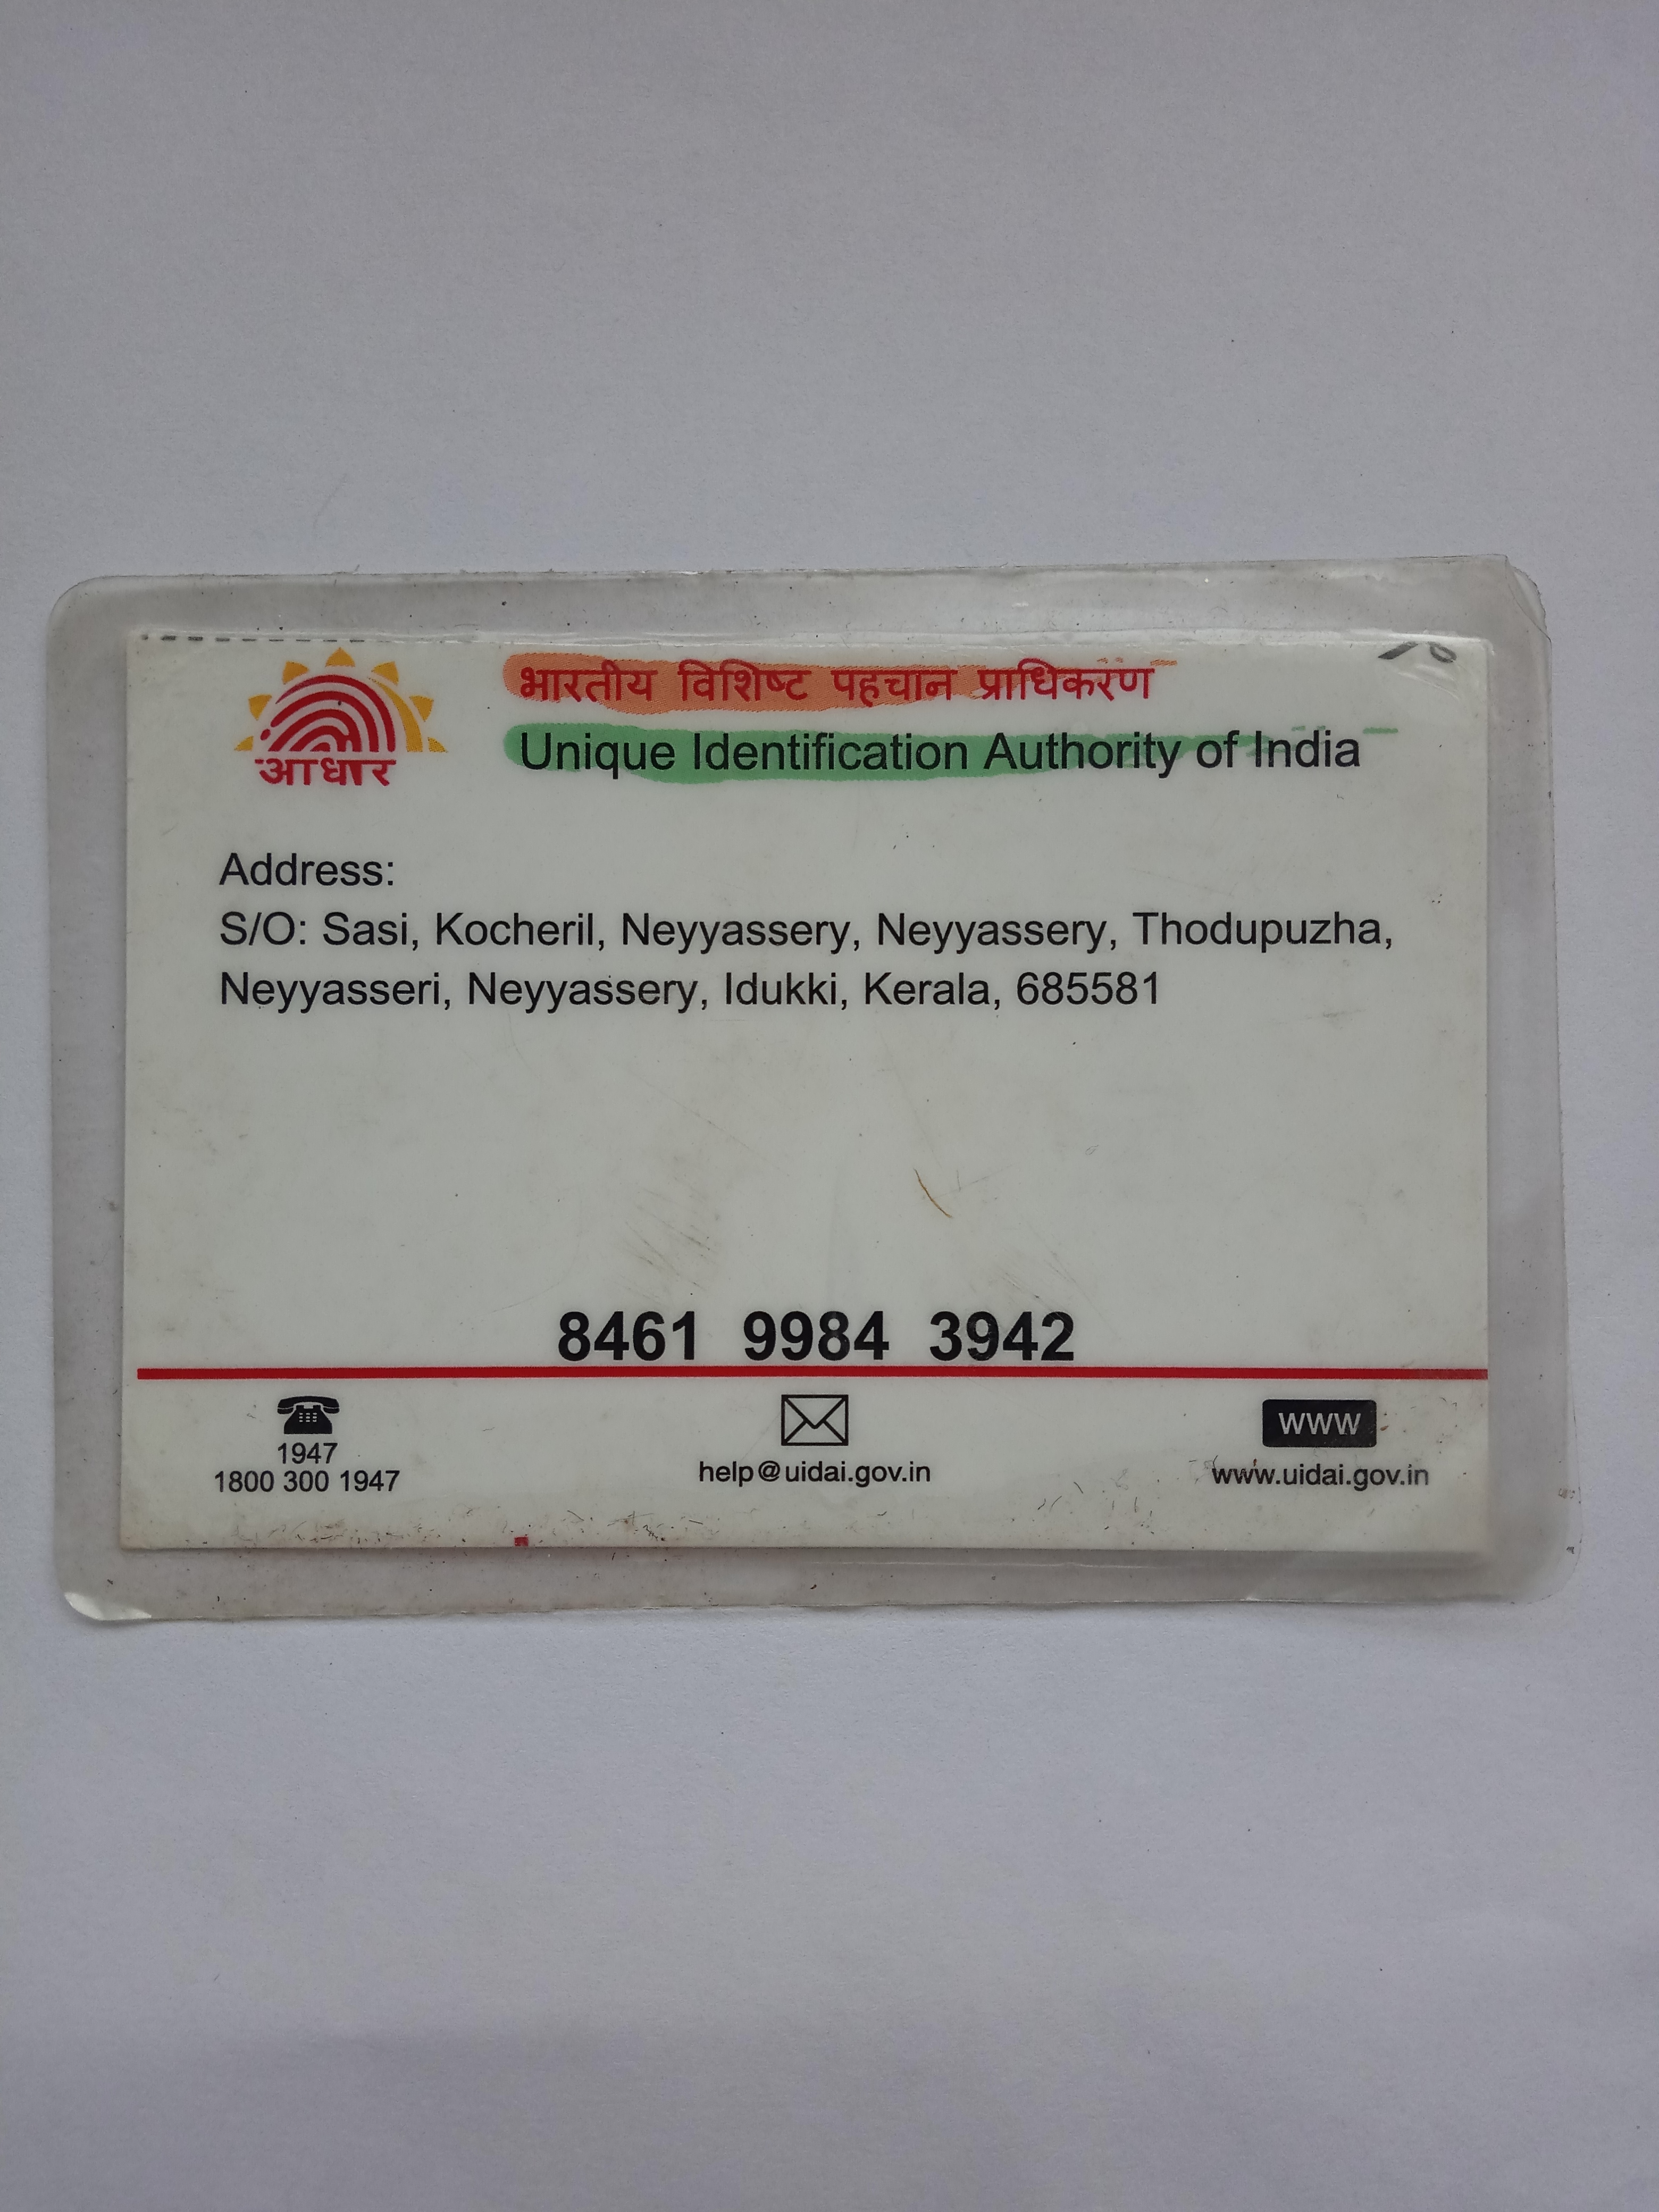 आधार
भारतीय विशिष्ट पहचान प्राधिकरण
Unique Identification Authority of India
Address:
S/O: Sasi, Kocheril, Neyyassery, Neyyassery, Thodupuzha,
Neyyasseri, Neyyassery, Idukki, Kerala, 685581
8461 9984 3942
1947
1800 300 1947
help@uidai.gov.in
WWW
www.uidai.gov.in